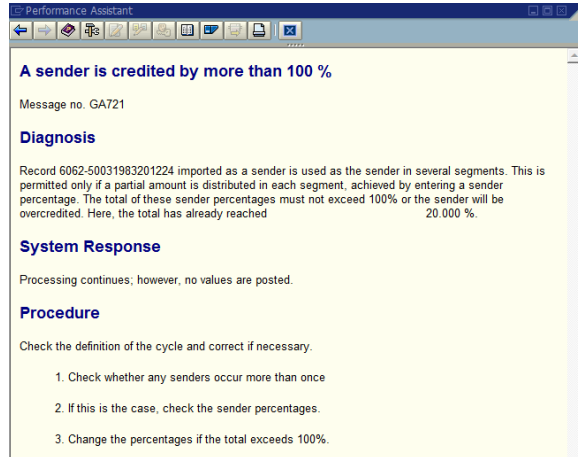 Performance Assistant
A sender is credited by more than 100 %
Message no. GA721
Diagnosis
Record 6062-50031983201224 imported as a sender is used as the sender in several segments. This is
permitted only if a partial amount is distributed in each segment, achieved by entering a sender
percentage. The total of these sender percentages must not exceed 100% or the sender will be
overcredited. Here, the total has already reached 20.000 %.
System Response
Processing continues; however, no values are posted.
Procedure
Check the definition of the cycle and correct if necessary.
1. Check whether any senders occur more than once
2. If this is the case, check the sender percentages.
3. Change the percentages if the total exceeds 100%.